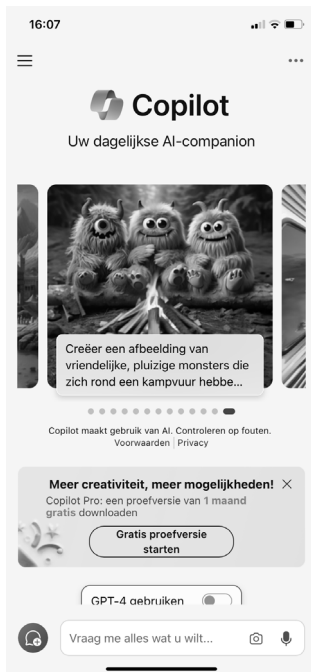 16:07
Copilot
Uw dagelijkse AI-companion
Creëer een afbeelding van
vriendelijke, pluizige monsters die
zich rond een kampvuur hebbe...
Copilot maakt gebruik van AI. Controleren op fouten.
Voorwaarden | Privacy
Meer creativiteit, meer mogelijkheden!
Copilot Pro: een proefversie van 1 maand
gratis downloaden
Gratis proefversie
starten
GPT-4 gebruiken
Vraag me alles wat u wilt...